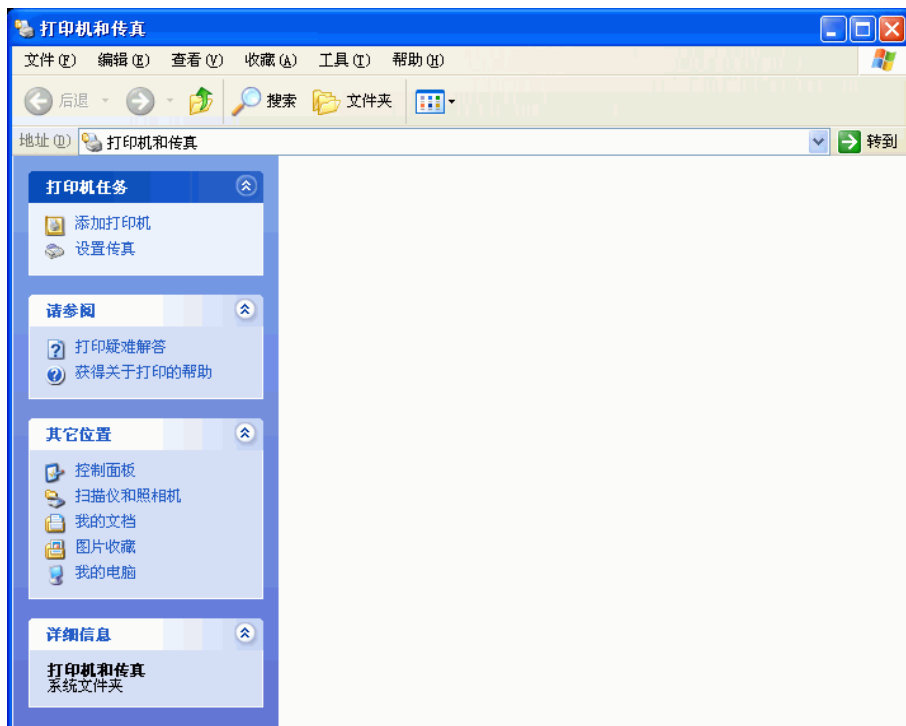 打印机和传真
文件(F) 编辑(E) 查看(V) 收藏(A) 工具(T) 帮助(H)
后退 搜索 文件夹
地址(D) 打印机和传真 转到
打印机任务
添加打印机
设置传真
请参阅
打印疑难解答
获得关于打印的帮助
其它位置
控制面板
扫描仪和照相机
我的文档
图片收藏
我的电脑
详细信息
打印机和传真
系统文件夹